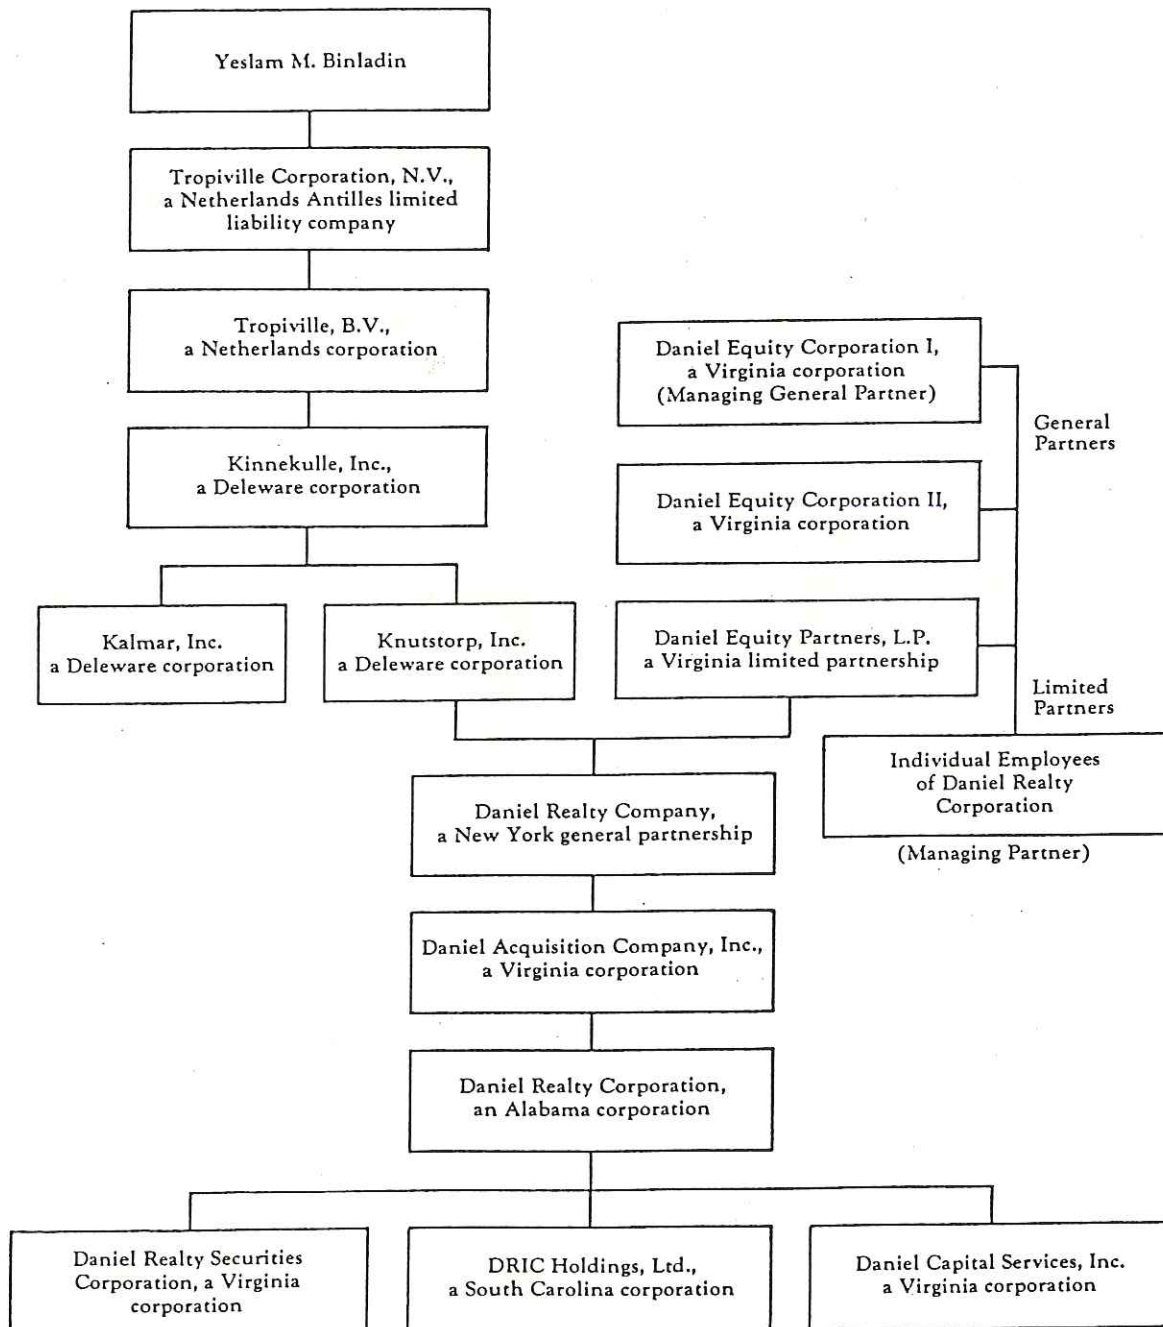 Yeslam M. Binladin
Tropiville Corporation, N.V.,
a Netherlands Antilles limited
liability company
Tropiville, B.V.,
a Netherlands corporation
Daniel Equity Corporation I,
a Virginia corporation
(Managing General Partner)
General
Partners
Kinnekulle, Inc.,
a Deleware corporation
Daniel Equity Corporation II,
a Virginia corporation
Kalmar, Inc.
a Deleware corporation
Knutstorp, Inc.
a Deleware corporation
Daniel Equity Partners, L.P.
a Virginia limited partnership
Limited
Partners
Individual Employees
of Daniel Realty
Corporation
(Managing Partner)
Daniel Realty Company,
a New York general partnership
Daniel Acquisition Company, Inc.,
a Virginia corporation
Daniel Realty Corporation,
an Alabama corporation
Daniel Realty Securities
Corporation, a Virginia
corporation
DRIC Holdings, Ltd.,
a South Carolina corporation
Daniel Capital Services, Inc.
a Virginia corporation